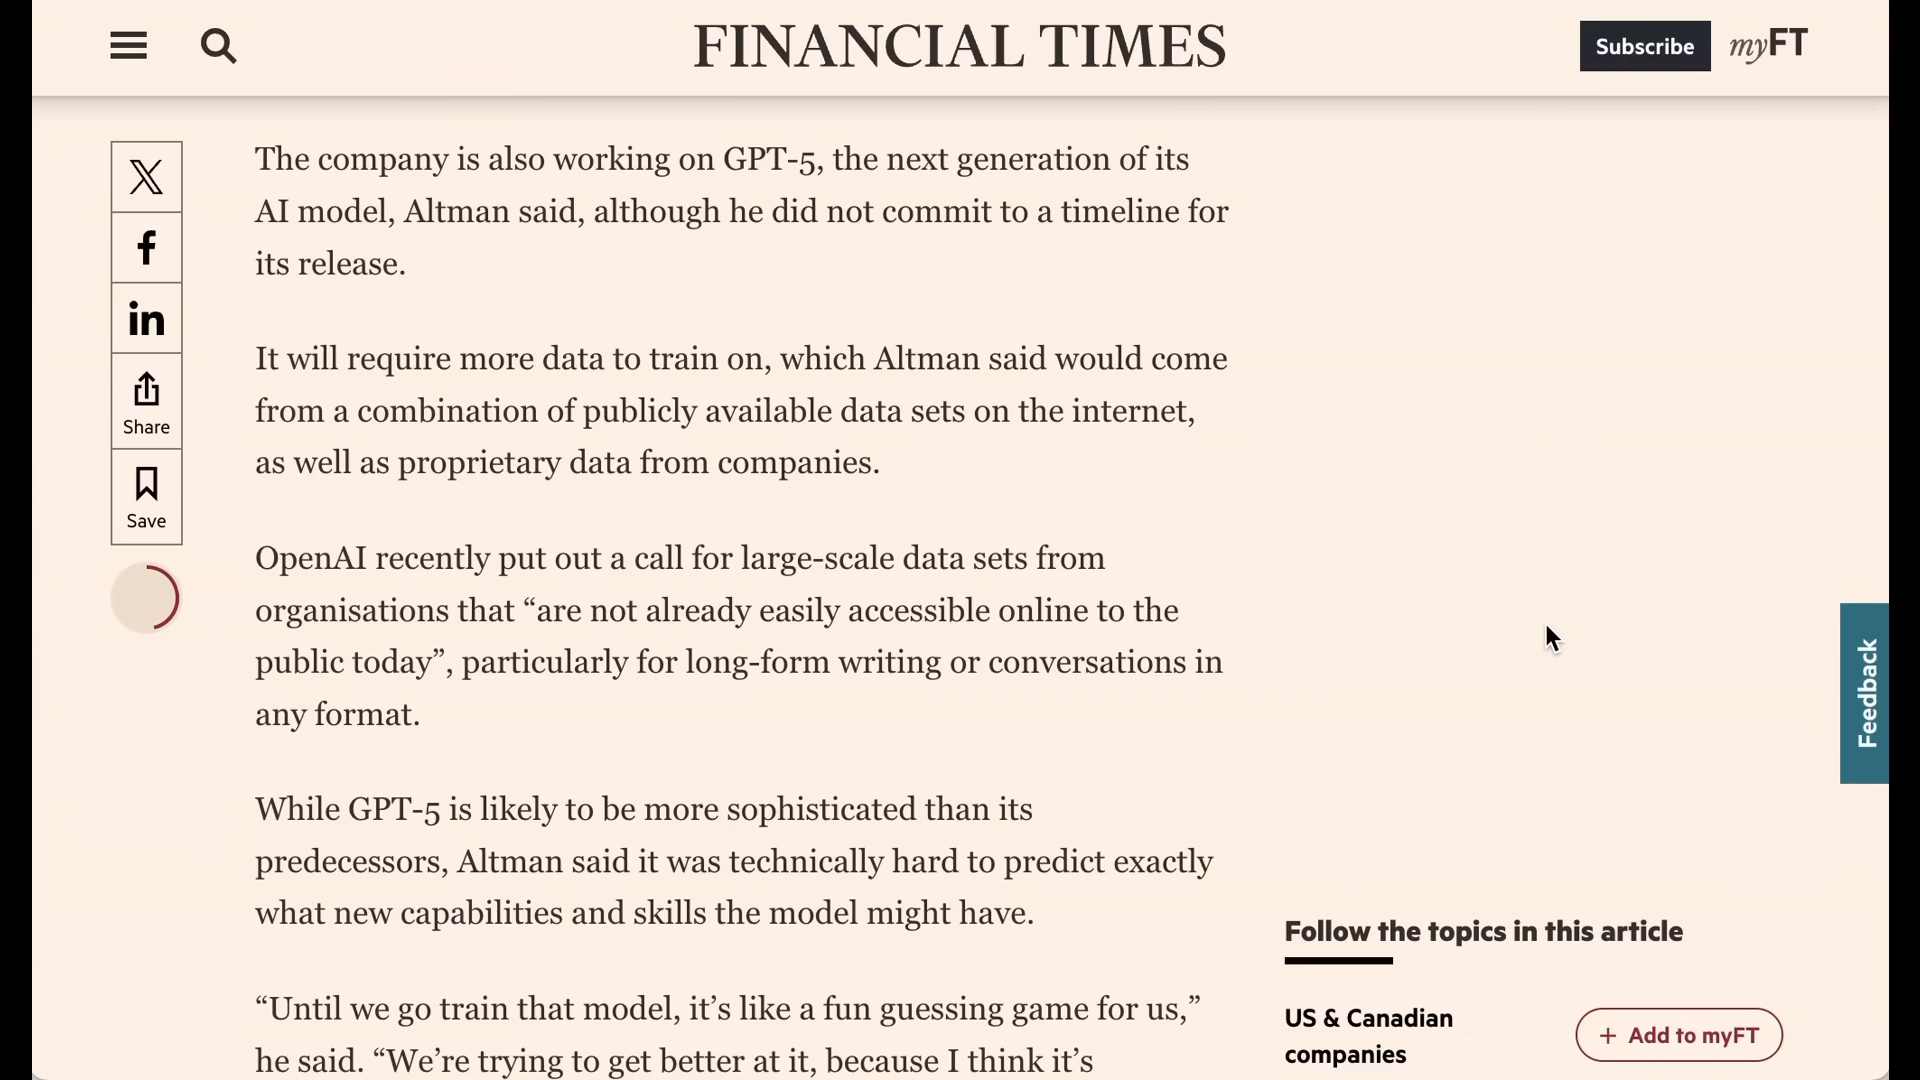 FINANCIAL TIMES
Subscribe
myFT
Share
Save
The company is also working on GPT-5, the next generation of its
AI model, Altman said, although he did not commit to a timeline for
its release.
It will require more data to train on, which Altman said would come
from a combination of publicly available data sets on the internet,
as well as proprietary data from companies.
OpenAI recently put out a call for large-scale data sets from
organisations that “are not already easily accessible online to the
public today”, particularly for long-form writing or conversations in
any format.
While GPT-5 is likely to be more sophisticated than its
predecessors, Altman said it was technically hard to predict exactly
what new capabilities and skills the model might have.
“Until we go train that model, it’s like a fun guessing game for us,”
he said. “We’re trying to get better at it, because I think it’s
Feedback
Follow the topics in this article
US & Canadian
companies
+ Add to myFT